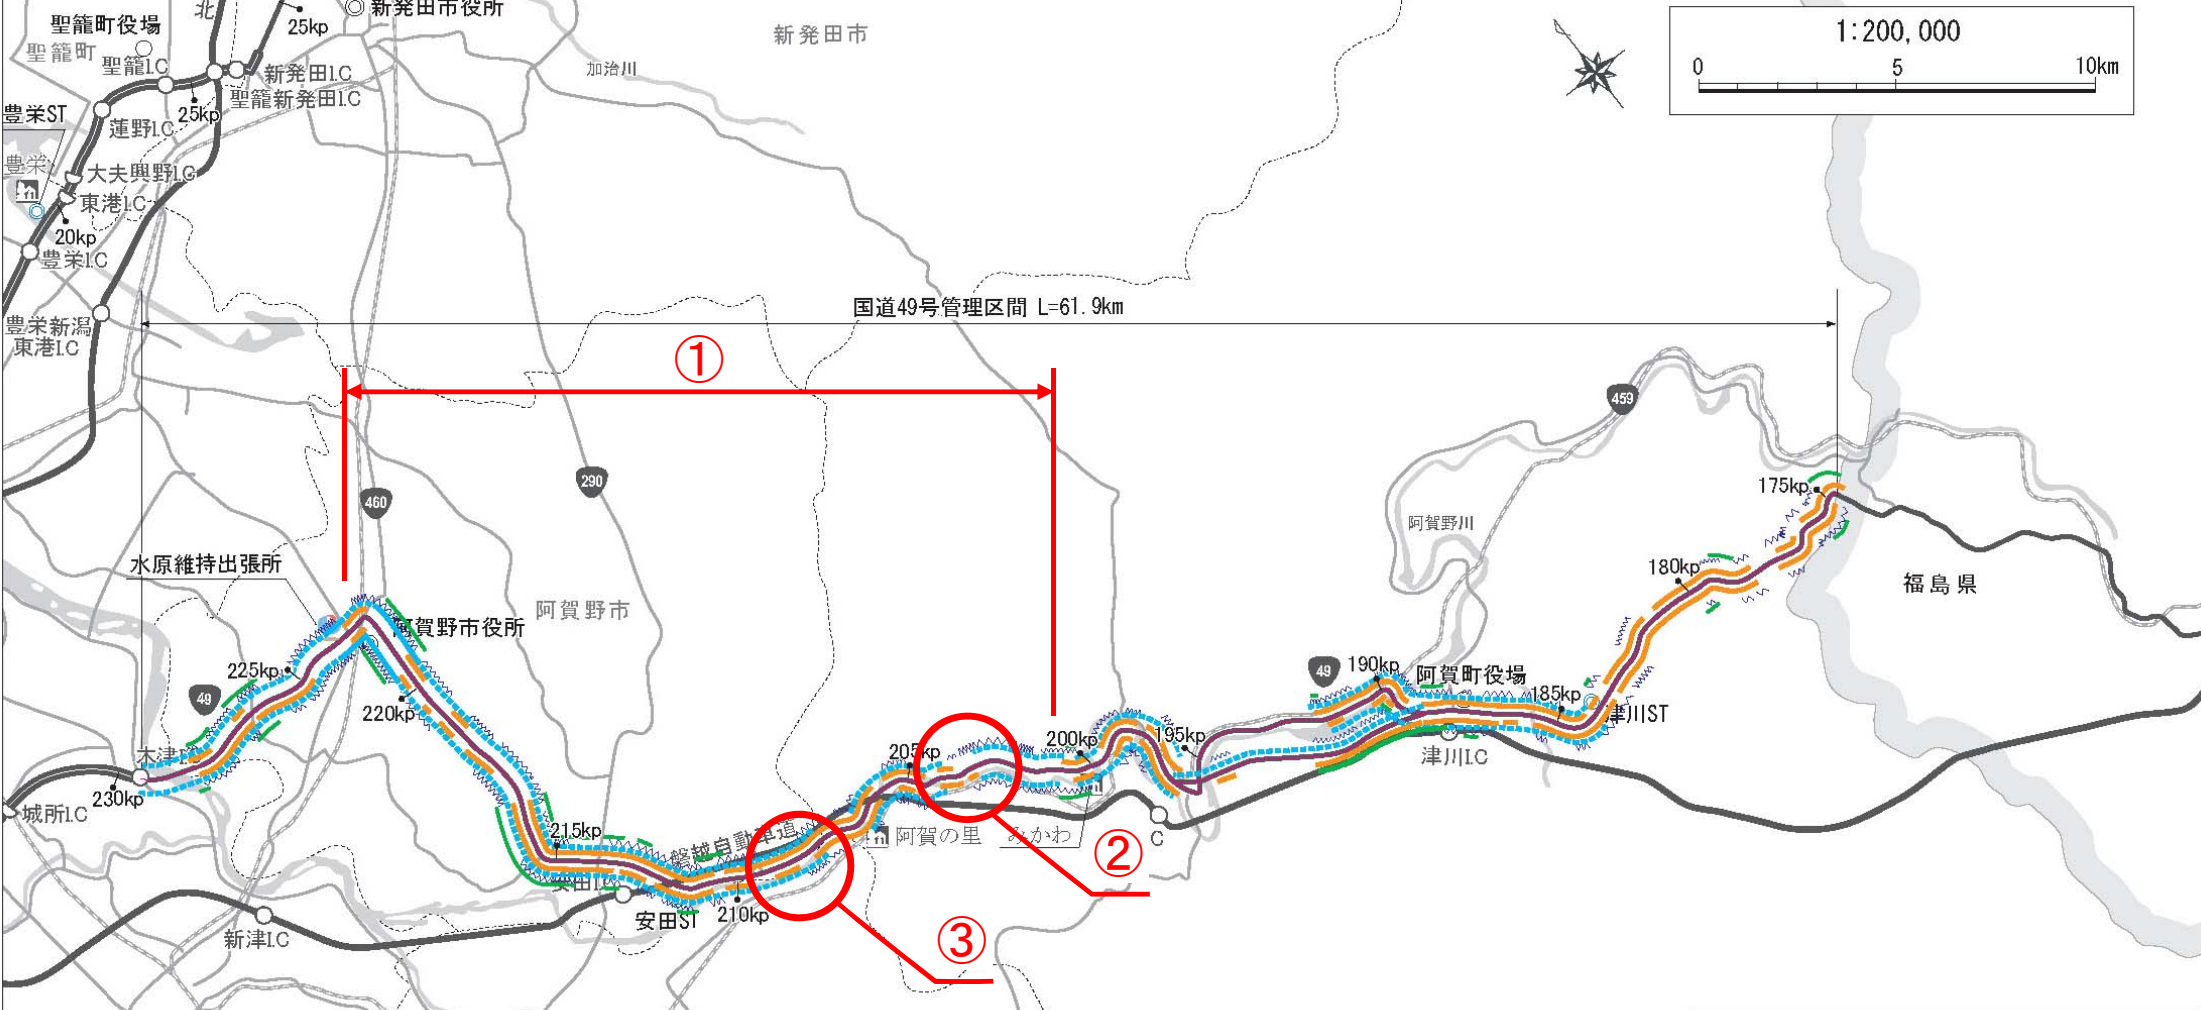 新発田市役所
北
25kp
聖籠町役場
聖籠町
聖籠I.C
新発田I.C
聖籠新発田I.C
25kp
豊栄ST
蓮野I.C
豊栄
大夫興野I.C
東港I.C
20kp
豊栄I.C
豊栄新潟
東港I.C
新発田市
加治川
1:200,000
0
5
10km
国道49号管理区間 L=61.9km
①
459
290
460
阿賀野川
175kp
180kp
福島県
水原維持出張所
阿賀野市
阿賀野市役所
225kp
49
220kp
49
190kp
阿賀町役場
185kp
津川ST
津川I.C
195kp
200kp
205kp
230kp
城所I.C
215kp
磐越自動車道
阿賀の里
みかわ
C
②
安田I.C
安田ST
210kp
③
新津I.C